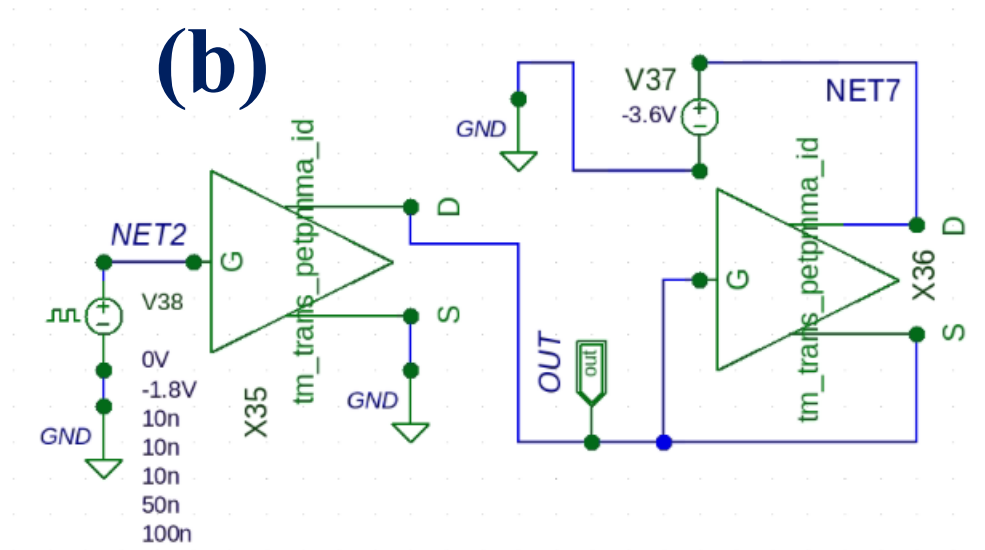 (b)
V37
-3.6V
NET7
GND
tm_trans_petpmma_id
D
G
S
X36
NET2
G
D
S
tm_trans_petpmma_id
X35
V38
0V
-1.8V
10n
10n
10n
50n
100n
GND
GND
OUT
out